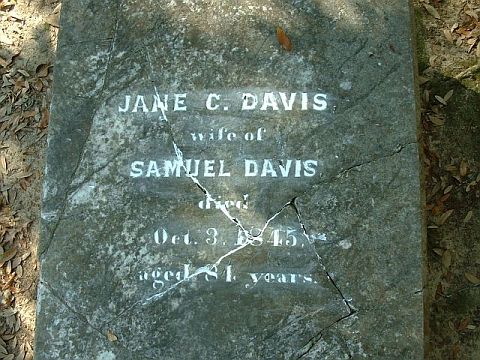 JANE C. DAVIS
wife of
SAMUEL DAVIS
died
Oct. 3, 1845,
aged 84 years.